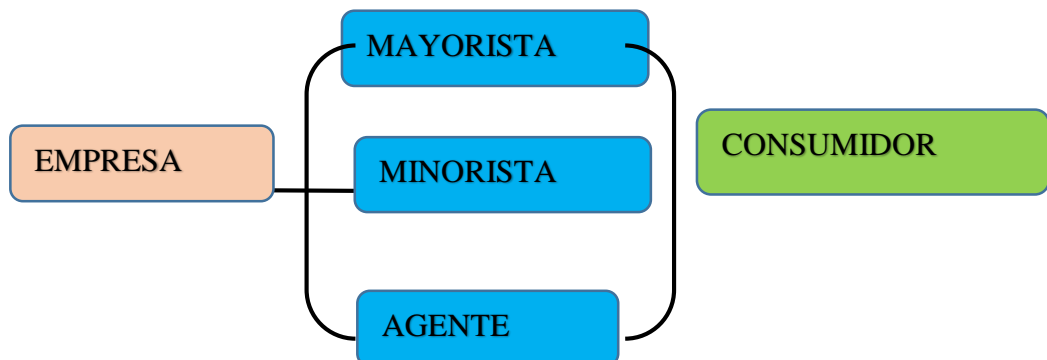 EMPRESA
MAYORISTA
MINORISTA
AGENTE
CONSUMIDOR